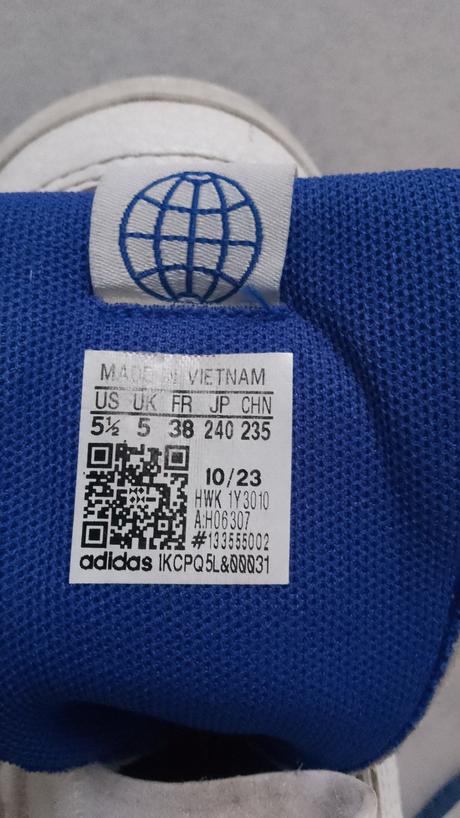 MADE IN VIETNAM
US UK FR JP CHN
5½ 5 38 240 235
10/23
HWK 1Y3010
A:H06307
#133555002
adidas 1KCPQ5L&00031